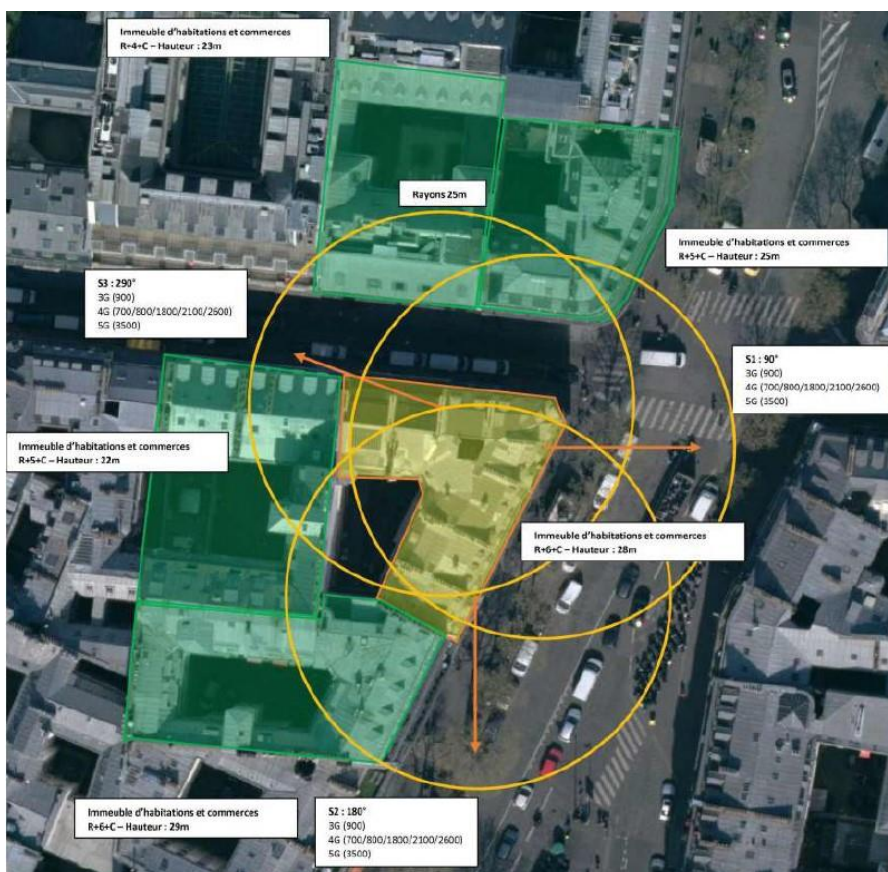 Immeuble d'habitations et commerces
R+4+C – Hauteur : 23m
Rayons 25m
Immeuble d'habitations et commerces
R+5+C – Hauteur : 25m
S3 : 290°
3G (900)
4G (700/800/1800/2100/2600)
5G (3500)
S1 : 90°
3G (900)
4G (700/800/1800/2100/2600)
5G (3500)
Immeuble d'habitations et commerces
R+5+C – Hauteur : 22m
Immeuble d'habitations et commerces
R+6+C – Hauteur : 28m
Immeuble d'habitations et commerces
R+6+C – Hauteur : 29m
S2 : 180°
3G (900)
4G (700/800/1800/2100/2600)
5G (3500)